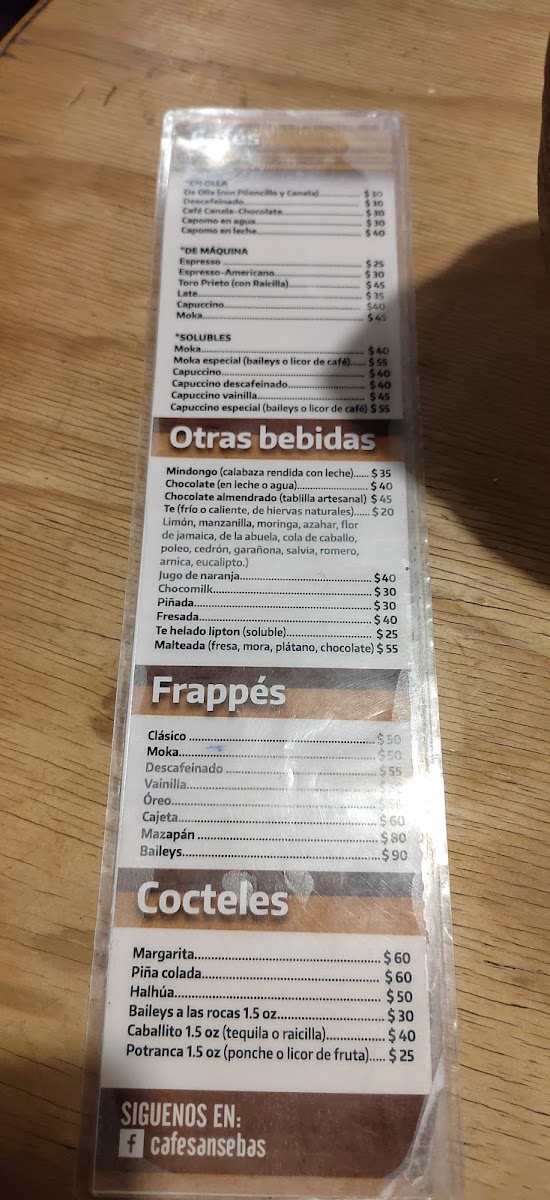 Cafés
*EN OLLA
De Olla (con Piloncillo y Canela) $30
Descafeinado $30
Café Canela-Chocolate $30
Capomo en agua $30
Capomo en leche $40
*DE MÁQUINA
Espresso $25
Espresso-Americano $30
Toro Prieto (con Raicilla) $45
Late $35
Capuccino $40
Moka $45
*SOLUBLES
Moka $40
Moka especial (baileys o licor de café) $55
Capuccino $40
Capuccino descafeinado $40
Capuccino vainilla $45
Capuccino especial (baileys o licor de café) $55
Otras bebidas
Mindongo (calabaza rendida con leche) $35
Chocolate (en leche o agua) $40
Chocolate almendrado (tablilla artesanal) $45
Te (frío o caliente, de hiervas naturales) $20
Limón, manzanilla, moringa, azahar, flor
de jamaica, de la abuela, cola de caballo,
poleo, cedrón, garañona, salvia, romero,
arnica, eucalipto.)
Jugo de naranja $40
Chocomilk $30
Piñada $30
Fresada $40
Te helado lipton (soluble) $25
Malteada (fresa, mora, plátano, chocolate) $55
Frappés
Clásico $50
Moka $50
Descafeinado $55
Vainilla
Óreo
Cajeta $60
Mazapán $80
Baileys $90
Cocteles
Margarita $60
Piña colada $60
Halhúa $50
Baileys a las rocas 1.5 oz $30
Caballito 1.5 oz (tequila o raicilla) $40
Potranca 1.5 oz (ponche o licor de fruta) $25
SIGUENOS EN:
f cafesansebas